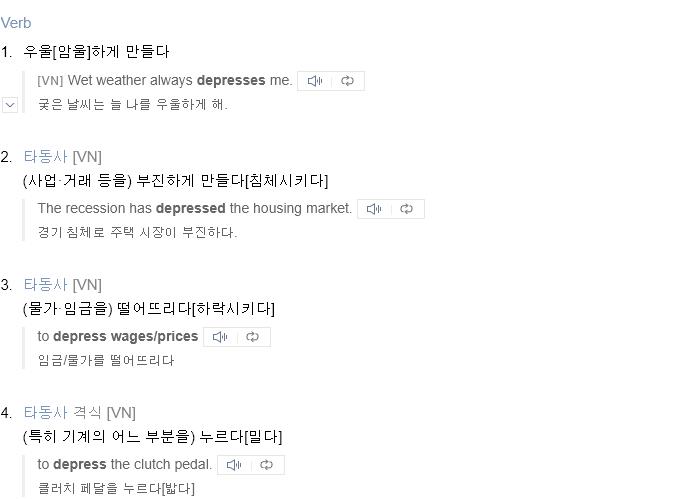 Verb
1. 우울[암울]하게 만들다
[VN] Wet weather always depresses me.
궂은 날씨는 늘 나를 우울하게 해.
2. 타동사 [VN]
(사업·거래 등을) 부진하게 만들다[침체시키다]
The recession has depressed the housing market.
경기 침체로 주택 시장이 부진하다.
3. 타동사 [VN]
(물가·임금을) 떨어뜨리다[하락시키다]
to depress wages/prices
임금/물가를 떨어뜨리다
4. 타동사 격식 [VN]
(특히 기계의 어느 부분을) 누르다[밀다]
to depress the clutch pedal.
클러치 페달을 누르다[밟다]